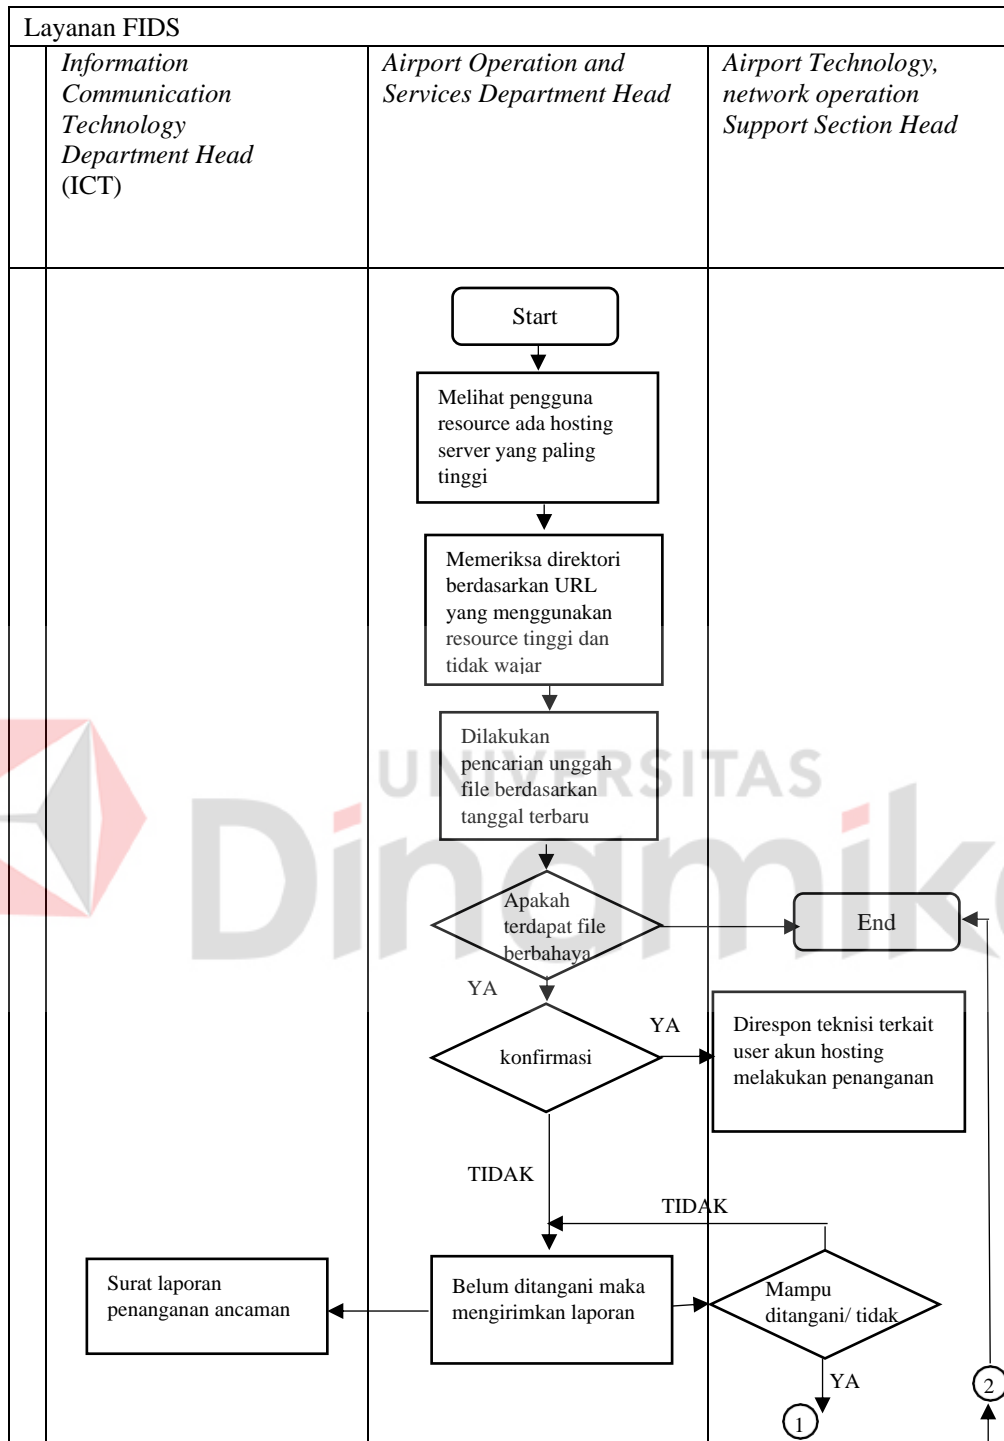 Layanan FIDS
Information
Communication
Technology
Department Head
(ICT)
Airport Operation and
Services Department Head
Airport Technology,
network operation
Support Section Head
Start
Melihat pengguna
resource ada hosting
server yang paling
tinggi
Memeriksa direktori
berdasarkan URL
yang menggunakan
resource tinggi dan
tidak wajar
Dilakukan
pencarian unggah
file berdasarkan
tanggal terbaru
UNIVERSITAS
Dinamika
Apakah
terdapat file
berbahaya
End
YA
konfirmasi
YA
Direspon teknisi terkait
user akun hosting
melakukan penanganan
TIDAK
TIDAK
Surat laporan
penanganan ancaman
Belum ditangani maka
mengirimkan laporan
Mampu
ditangani/ tidak
YA
2
1